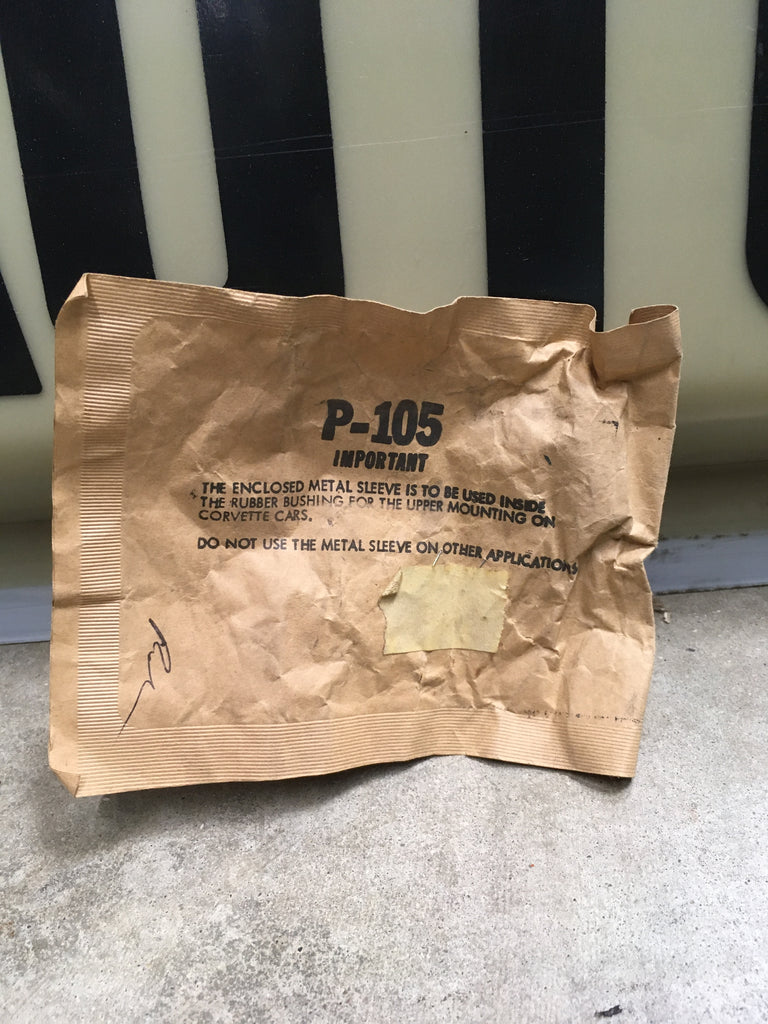 P-105
IMPORTANT
THE ENCLOSED METAL SLEEVE IS TO BE USED INSIDE
THE RUBBER BUSHING FOR THE UPPER MOUNTING ON
CORVETTE CARS.
DO NOT USE THE METAL SLEEVE ON OTHER APPLICATIONS